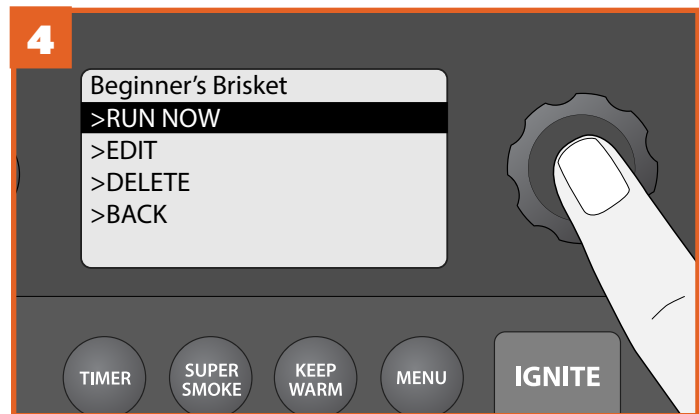 4
Beginner’s Brisket
>RUN NOW
>EDIT
>DELETE
>BACK
TIMER
SUPER
SMOKE
KEEP
WARM
MENU
IGNITE